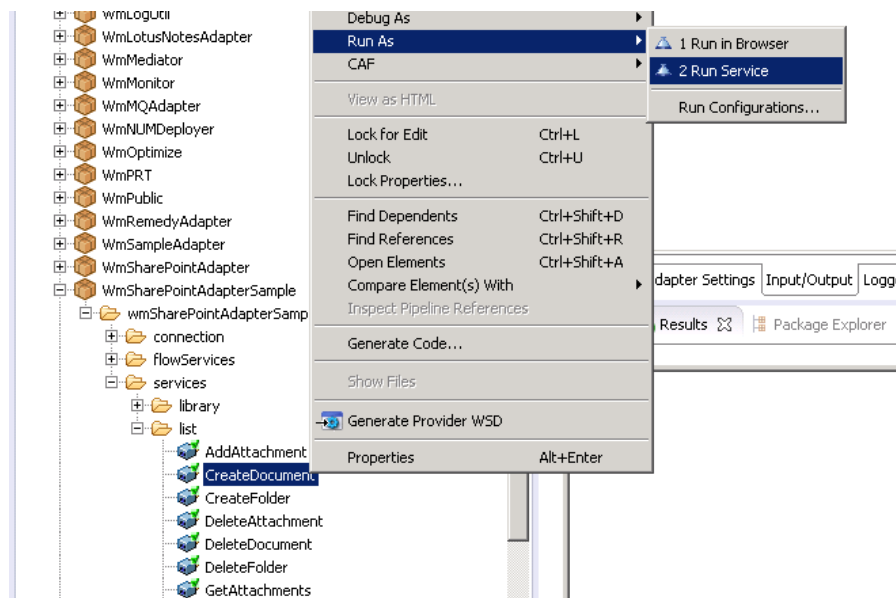 WmLogUtil
WmLotusNotesAdapter
WmMediator
WmMonitor
WmMQAdapter
WmNUMDeployer
WmOptimize
WmPRT
WmPublic
WmRemedyAdapter
WmSampleAdapter
WmSharePointAdapter
WmSharePointAdapterSample
wmSharePointAdapterSamp
connection
flowServices
services
library
list
AddAttachment
CreateDocument
CreateFolder
DeleteAttachment
DeleteDocument
DeleteFolder
GetAttachments
Debug As
Run As
CAF
View as HTML
Lock for Edit Ctrl+L
Unlock Ctrl+U
Lock Properties...
Find Dependents Ctrl+Shift+D
Find References Ctrl+Shift+R
Open Elements Ctrl+Shift+A
Compare Element(s) With
Inspect Pipeline References
Generate Code...
Show Files
Generate Provider WSD
Properties Alt+Enter
1 Run in Browser
2 Run Service
Run Configurations...
dapter Settings Input/Output Logg
Results Package Explorer